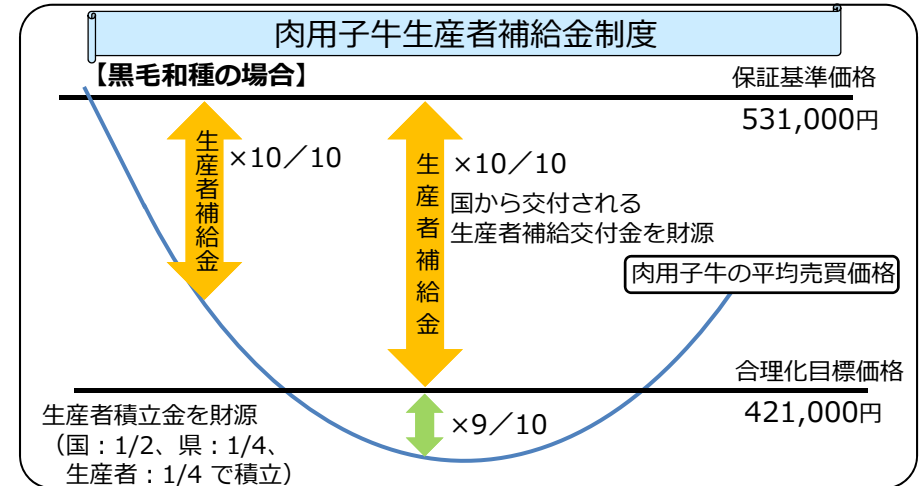 肉用子牛生産者補給金制度
【黒毛和種の場合】
保証基準価格
531,000円
生産者補給金
×10／10
生産者補給金
×10／10
国から交付される
生産者補給交付金を財源
肉用子牛の平均売買価格
合理化目標価格
421,000円
生産者積立金を財源
（国：1/2、県：1/4、
生産者：1/4 で積立）
×9／10